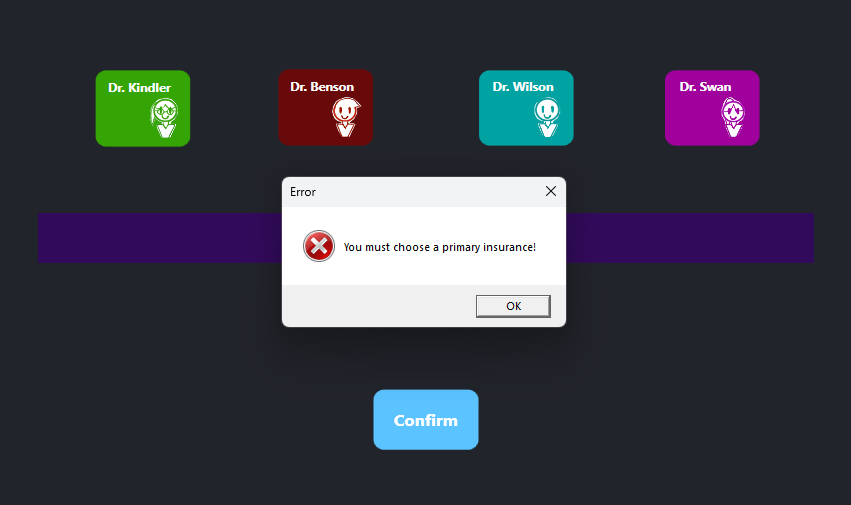 Dr. Kindler
Dr. Benson
Dr. Wilson
Dr. Swan
Error
You must choose a primary insurance!
OK
Confirm